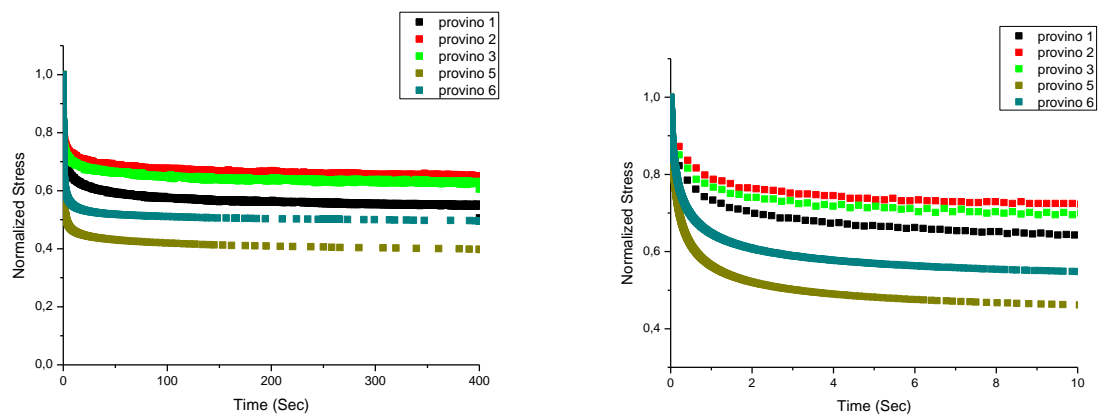 provino 1
provino 2
provino 3
provino 5
provino 6
1,0
0,8
0,6
0,4
0,2
0,0
Normalized Stress
0 100 200 300 400
Time (Sec)
provino 1
provino 2
provino 3
provino 5
provino 6
1,0
0,8
0,6
0,4
Normalized Stress
0 2 4 6 8 10
Time (Sec)